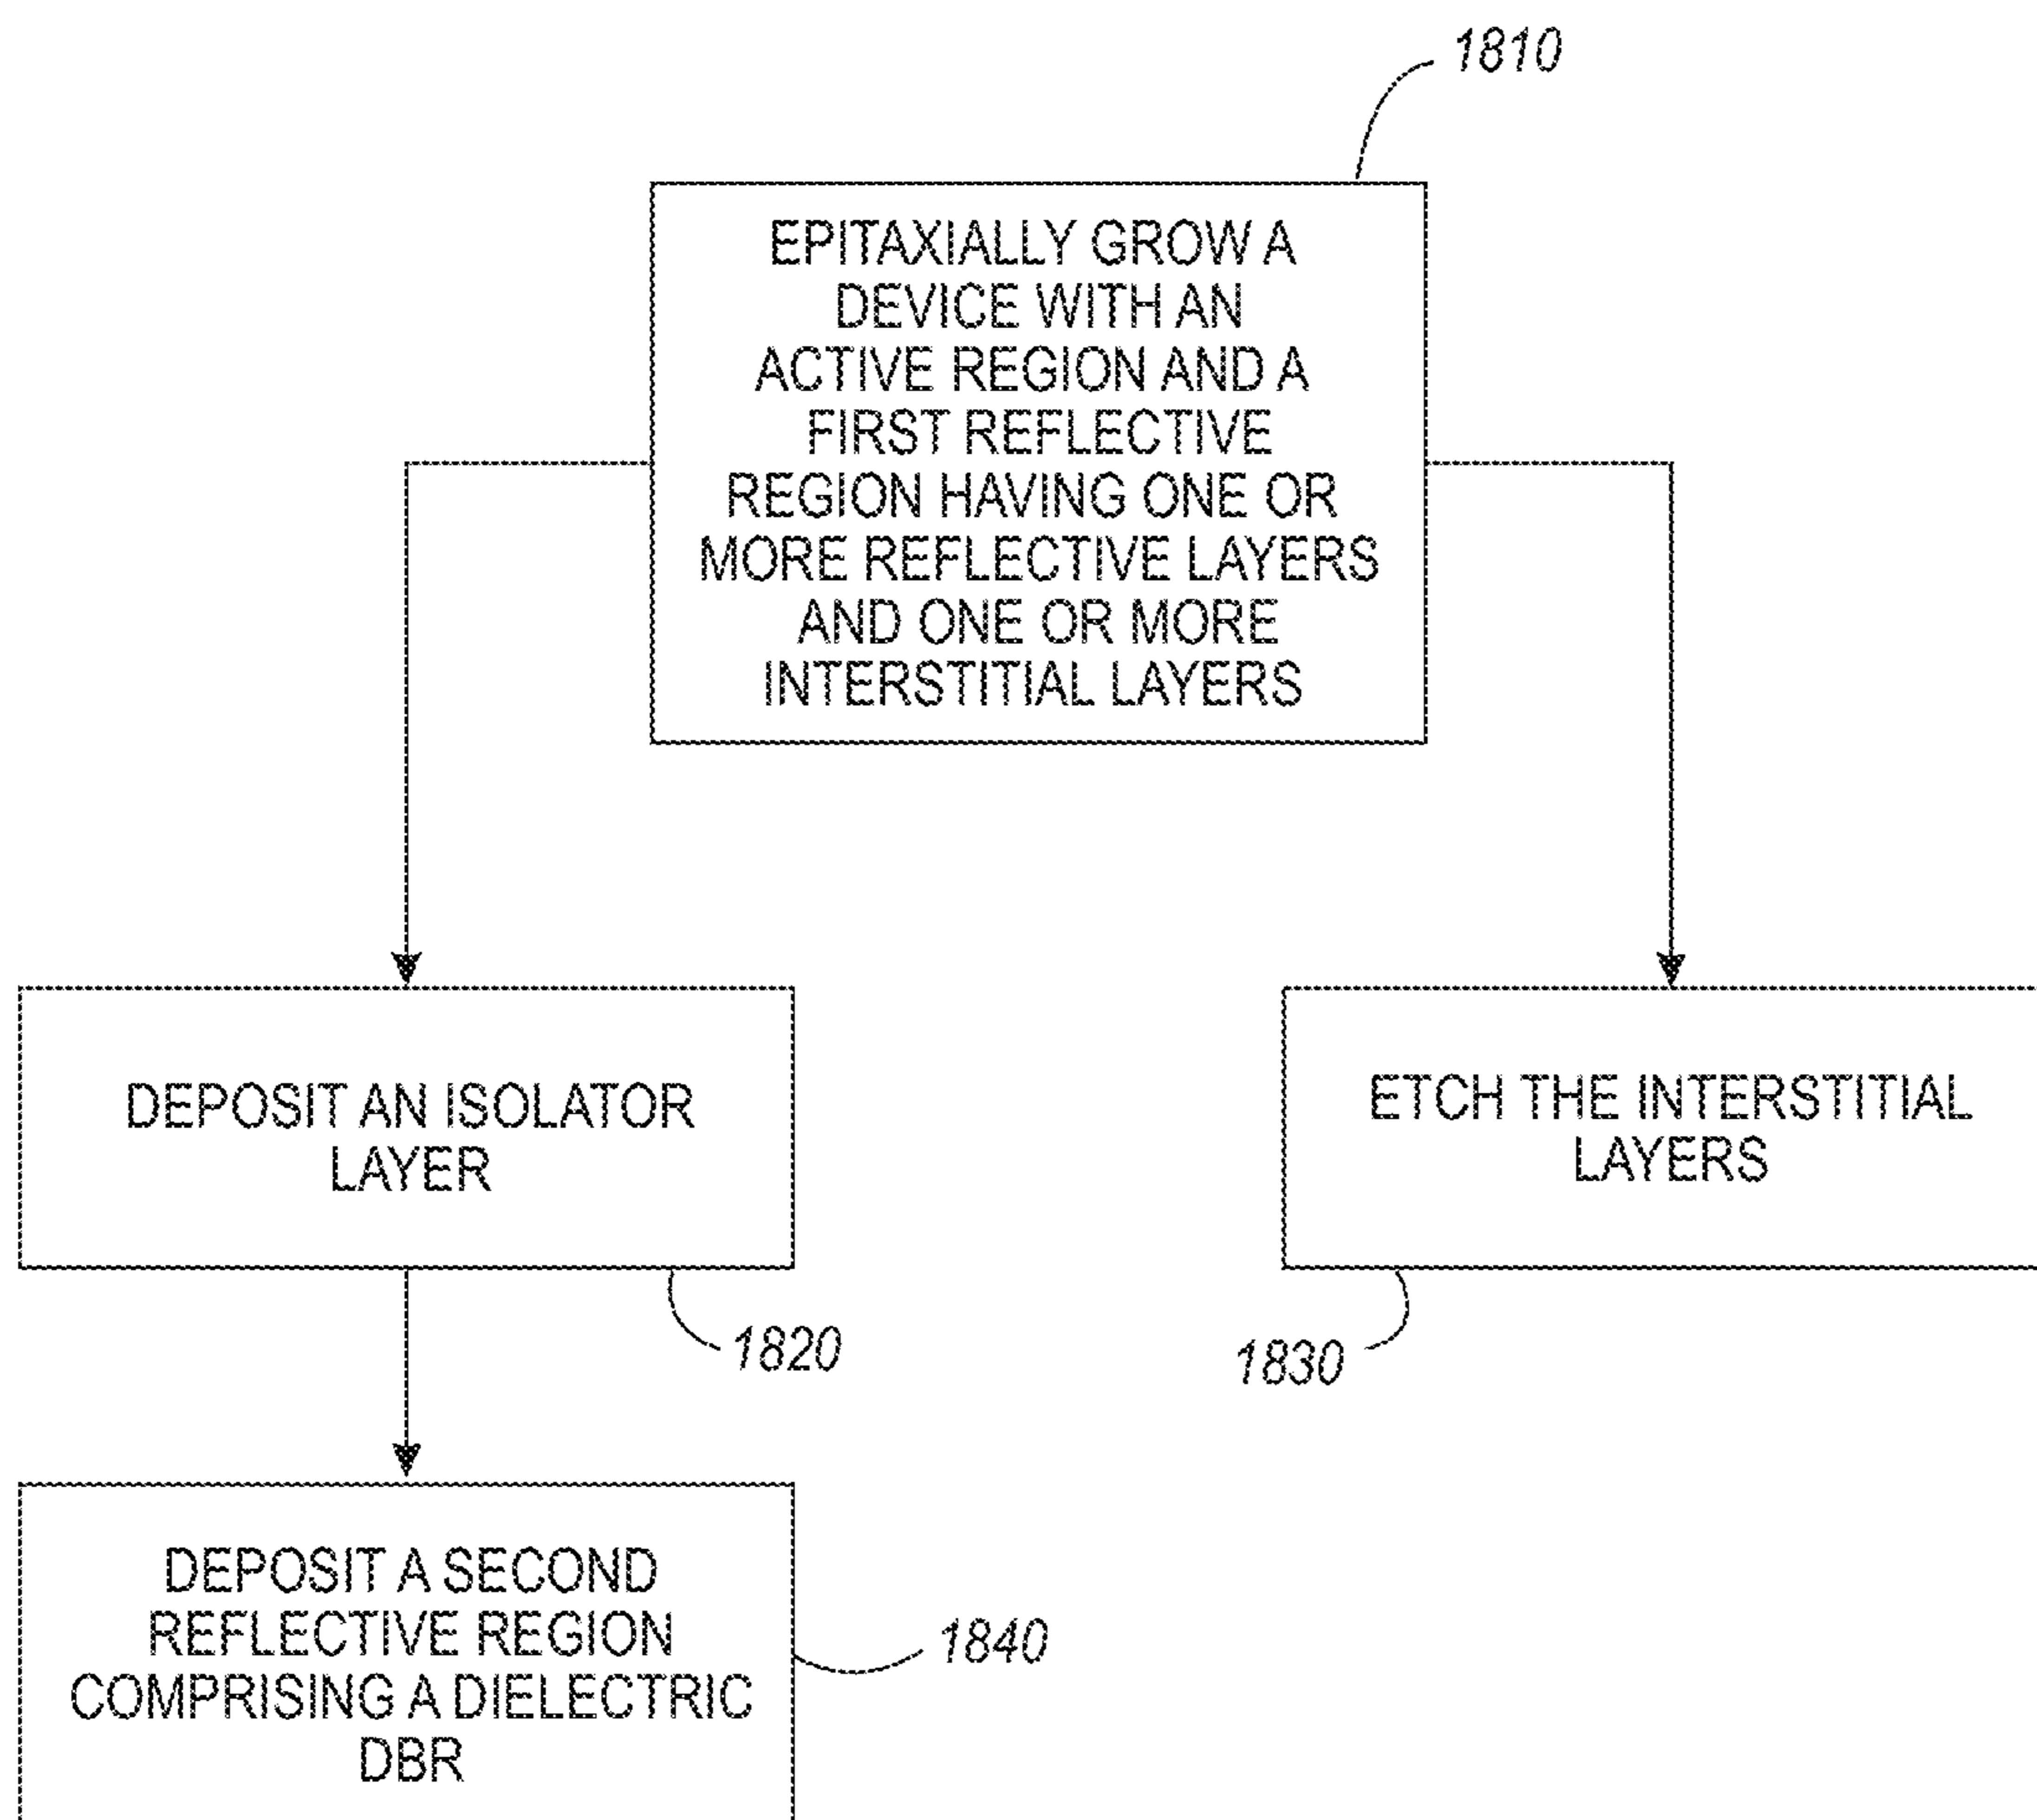 1810
EPITAXIALLY GROW A
DEVICE WITH AN
ACTIVE REGION AND A
FIRST REFLECTIVE
REGION HAVING ONE OR
MORE REFLECTIVE LAYERS
AND ONE OR MORE
INTERSTITIAL LAYERS
DEPOSIT AN ISOLATOR
LAYER
1820
ETCH THE INTERSTITIAL
LAYERS
1830
DEPOSIT A SECOND
REFLECTIVE REGION
COMPRISING A DIELECTRIC
DBR
1840